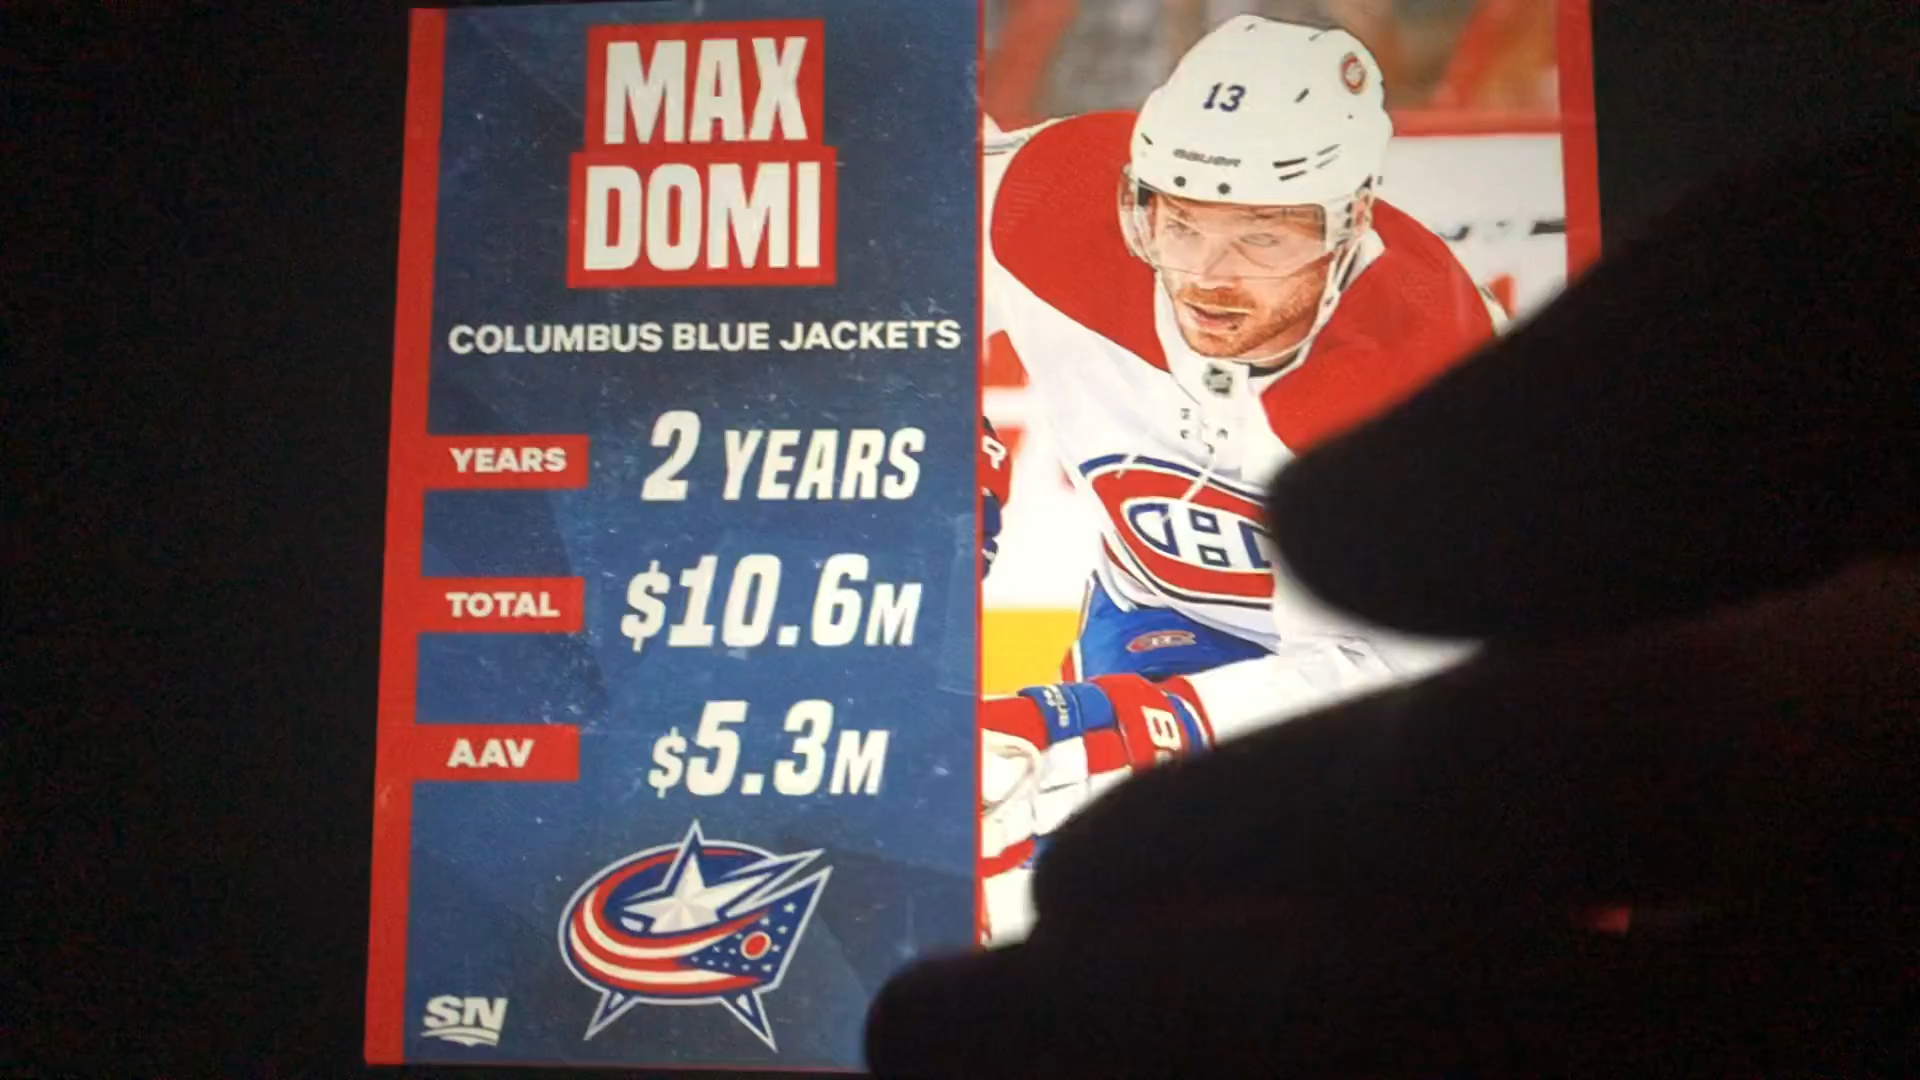 MAX
DOMI
COLUMBUS BLUE JACKETS
YEARS 2 YEARS
TOTAL $10.6M
AAV $5.3M
SN
13
BAUER